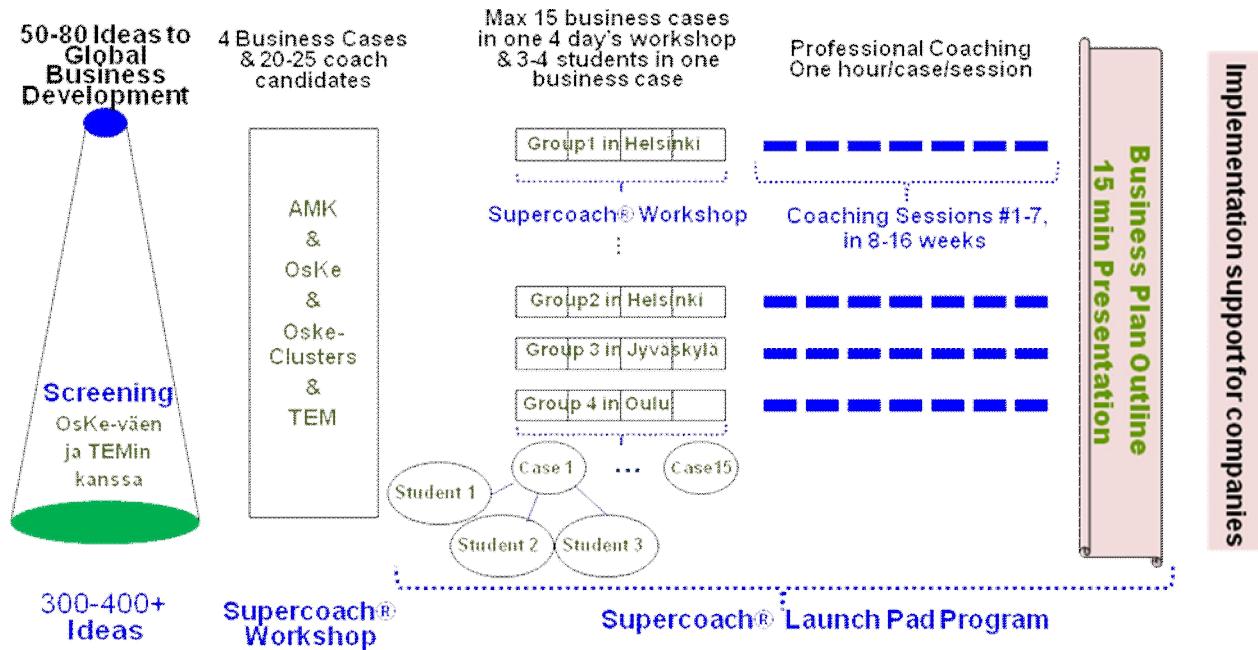 50-80 Ideas to
Global
Business
Development
Screening
OsKe-väen
ja TEMin
kanssa
300-400+
Ideas
4 Business Cases
& 20-25 coach
candidates
AMK
&
OsKe
&
Oske-
Clusters
&
TEM
Supercoach®
Workshop
Max 15 business cases
in one 4 day's workshop
& 3-4 students in one
business case
Group1 in Helsinki
Supercoach® Workshop
...
Group2 in Helsinki
Group 3 in Jyväskylä
Group 4 in Oulu
Case 1
...
Case15
Student 1
Student 2
Student 3
Professional Coaching
One hour/case/session
Coaching Sessions #1-7,
in 8-16 weeks
Supercoach® Launch Pad Program
Business Plan Outline
15 min Presentation
Implementation support for companies